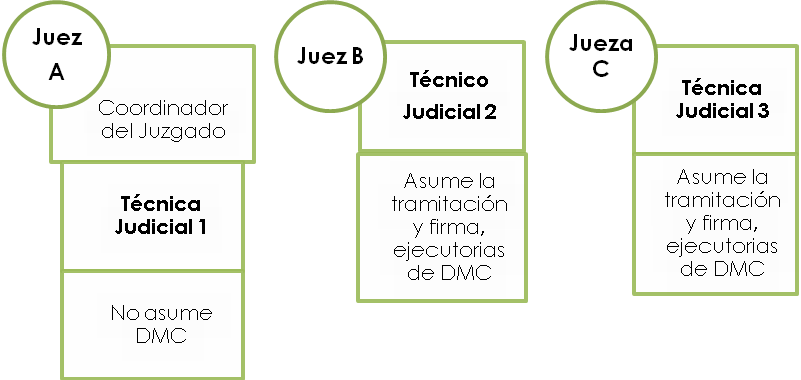 Juez
A
Coordinador
del Juzgado
Técnica
Judicial 1
No asume
DMC
Juez B
Técnico
Judicial 2
Asume la
tramitación
y firma,
ejecutorias
de DMC
Jueza
C
Técnica
Judicial 3
Asume la
tramitación
y firma,
ejecutorias
de DMC